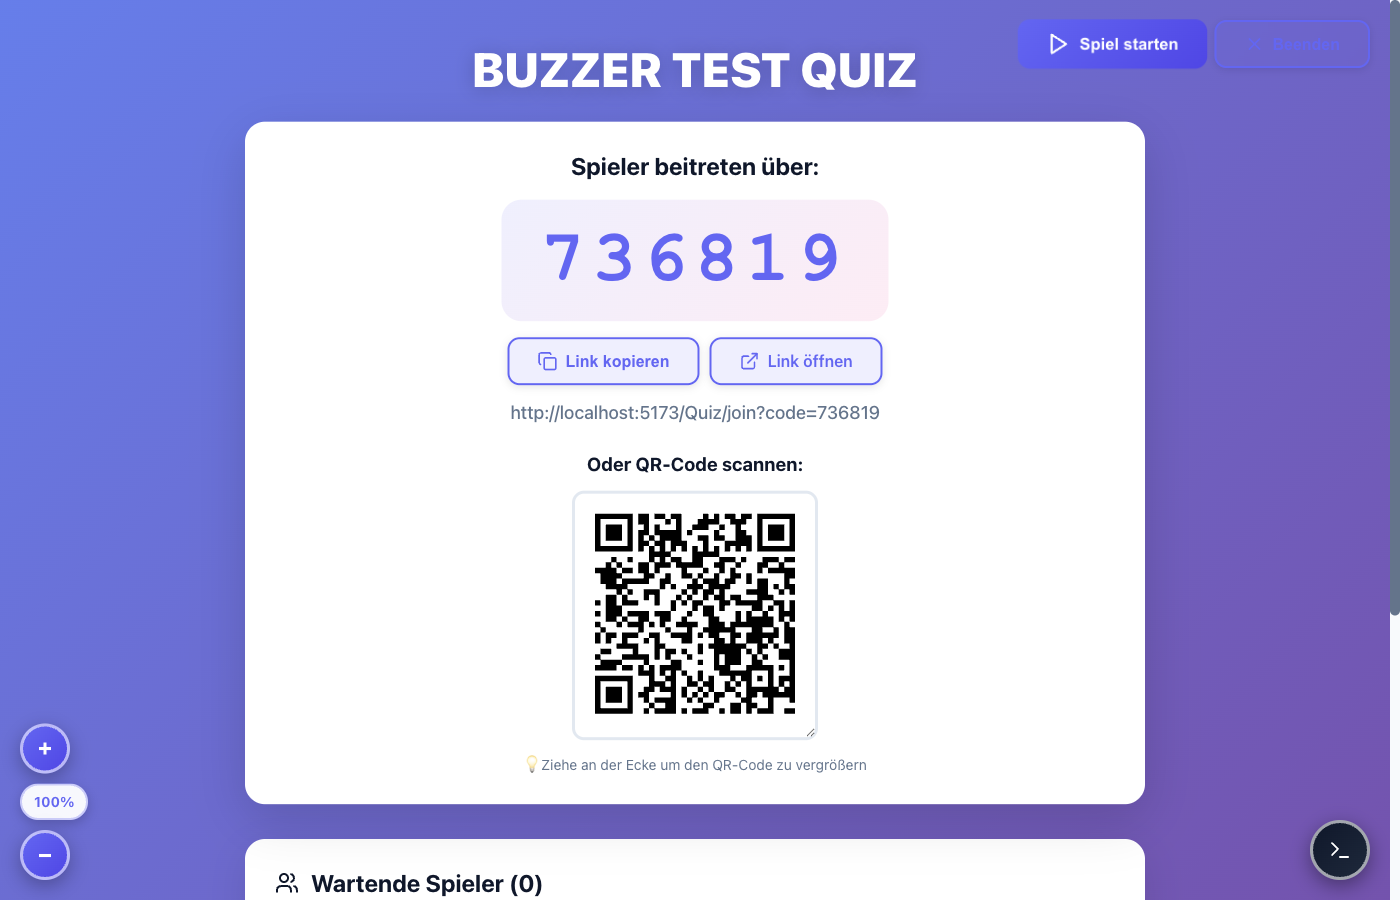 Spiel starten
Beenden
BUZZER TEST QUIZ
Spieler beitreten über:
736819
Link kopieren
Link öffnen
http://localhost:5173/Quiz/join?code=736819
Oder QR-Code scannen:
💡Ziehe an der Ecke um den QR-Code zu vergrößern
+
100%
−
Wartende Spieler (0)